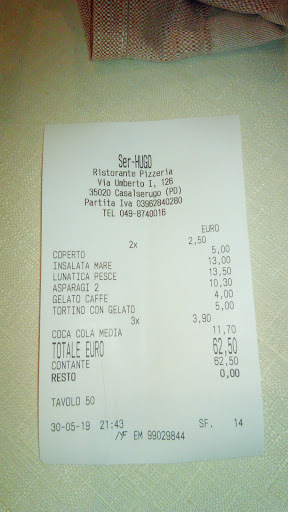 Ser-HUGO
Ristorante Pizzeria
Via Umberto I, 126
35020 Casalserugo (PD)
Partita Iva 03962840280
TEL 049-8740016
EURO
2x 2,50
COPERTO 5,00
INSALATA MARE 13,00
LUNATICA PESCE 13,50
ASPARAGI 2 10,30
GELATO CAFFE 4,00
TORTINO CON GELATO 5,00
3x 3,90
COCA COLA MEDIA 11,70
TOTALE EURO 62,50
CONTANTE 62,50
RESTO 0,00
TAVOLO 50
30-05-19 21:43 SF. 14
MF EM 99029844